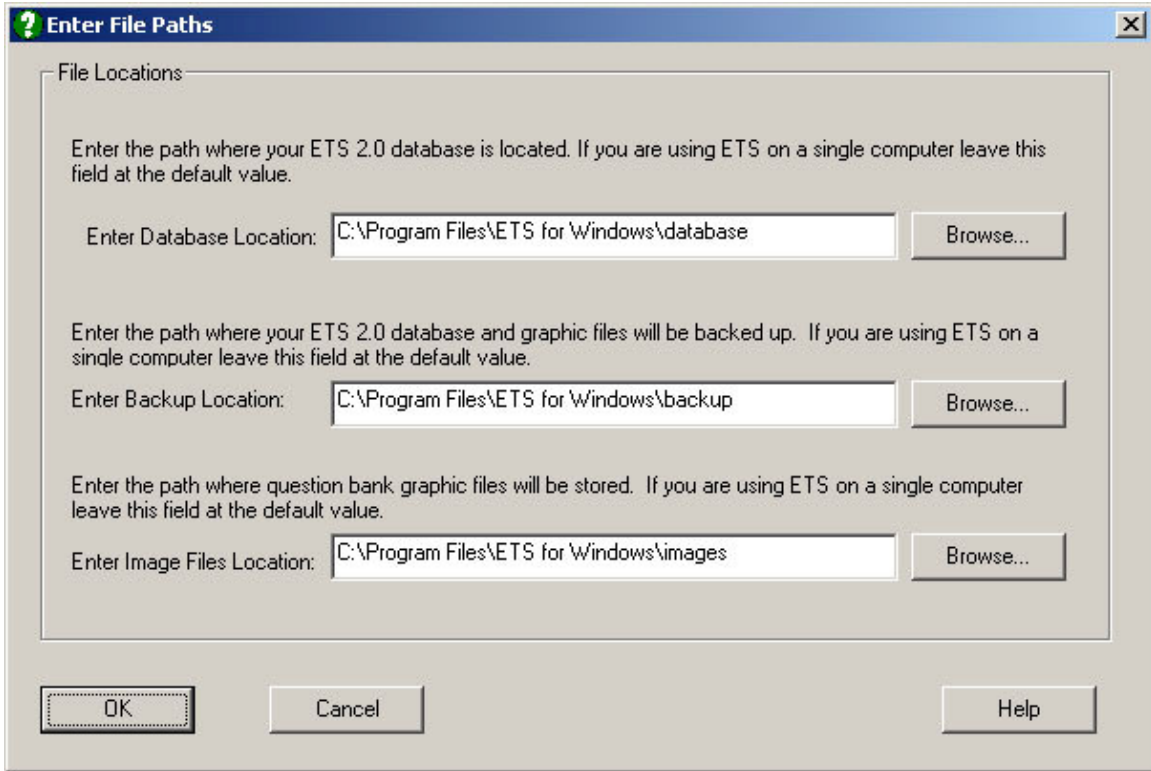 Enter File Paths
File Locations
Enter the path where your ETS 2.0 database is located. If you are using ETS on a single computer leave this
field at the default value.
Enter Database Location: C:\Program Files\ETS for Windows\database Browse...
Enter the path where your ETS 2.0 database and graphic files will be backed up.  If you are using ETS on a
single computer leave this field at the default value.
Enter Backup Location: C:\Program Files\ETS for Windows\backup Browse...
Enter the path where question bank graphic files will be stored.  If you are using ETS on a single computer
leave this field at the default value.
Enter Image Files Location: C:\Program Files\ETS for Windows\images Browse...
OK Cancel Help